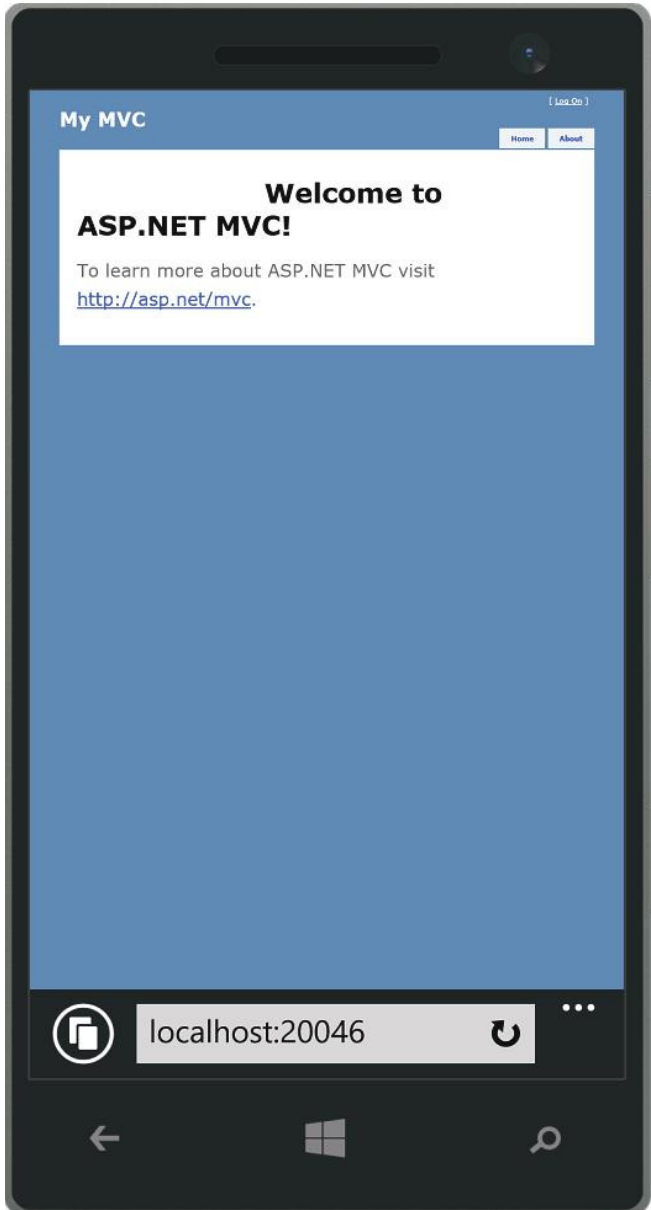 [ Log On ]
My MVC
Home About
Welcome to
ASP.NET MVC!
To learn more about ASP.NET MVC visit
http://asp.net/mvc.
localhost:20046